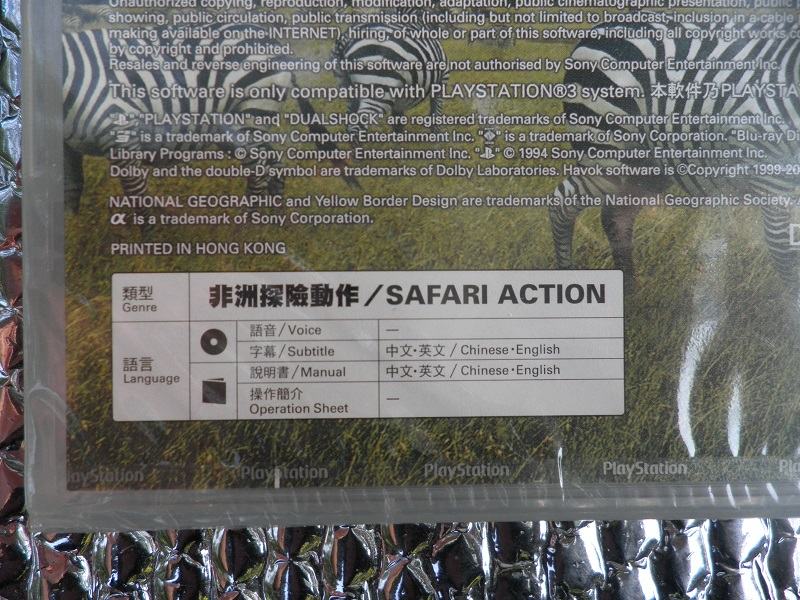 Unauthorized copying, reproduction, modification, adaptation, public cinematographic presentation, public
showing, public circulation, public transmission (including but not limited to broadcast, inclusion in a cable
making available on the INTERNET), hiring, of whole or part of this software, including all copyright works
by copyright and prohibited.
Resales and reverse engineering of this software are not authorised by Sony Computer Entertainment Inc.
This software is only compatible with PLAYSTATION®3 system. 本軟件乃PLAYSTA
"", "PLAYSTATION" and "DUALSHOCK" are registered trademarks of Sony Computer Entertainment Inc.
"" is a trademark of Sony Computer Entertainment Inc. "" is a trademark of Sony Corporation. "Blu-ray Di
Library Programs : © Sony Computer Entertainment Inc. "" © 1994 Sony Computer Entertainment Inc.
Dolby and the double-D symbol are trademarks of Dolby Laboratories. Havok software is ©Copyright 1999-20
NATIONAL GEOGRAPHIC and Yellow Border Design are trademarks of the National Geographic Society.
α is a trademark of Sony Corporation.
PRINTED IN HONG KONG
類型 非洲探險動作/SAFARI ACTION
Genre
語言
Language
語音/Voice —
字幕/Subtitle 中文·英文/Chinese·English
說明書/Manual 中文·英文/Chinese·English
操作簡介 —
Operation Sheet
PlayStation PlayStation PlayStation PlayStation